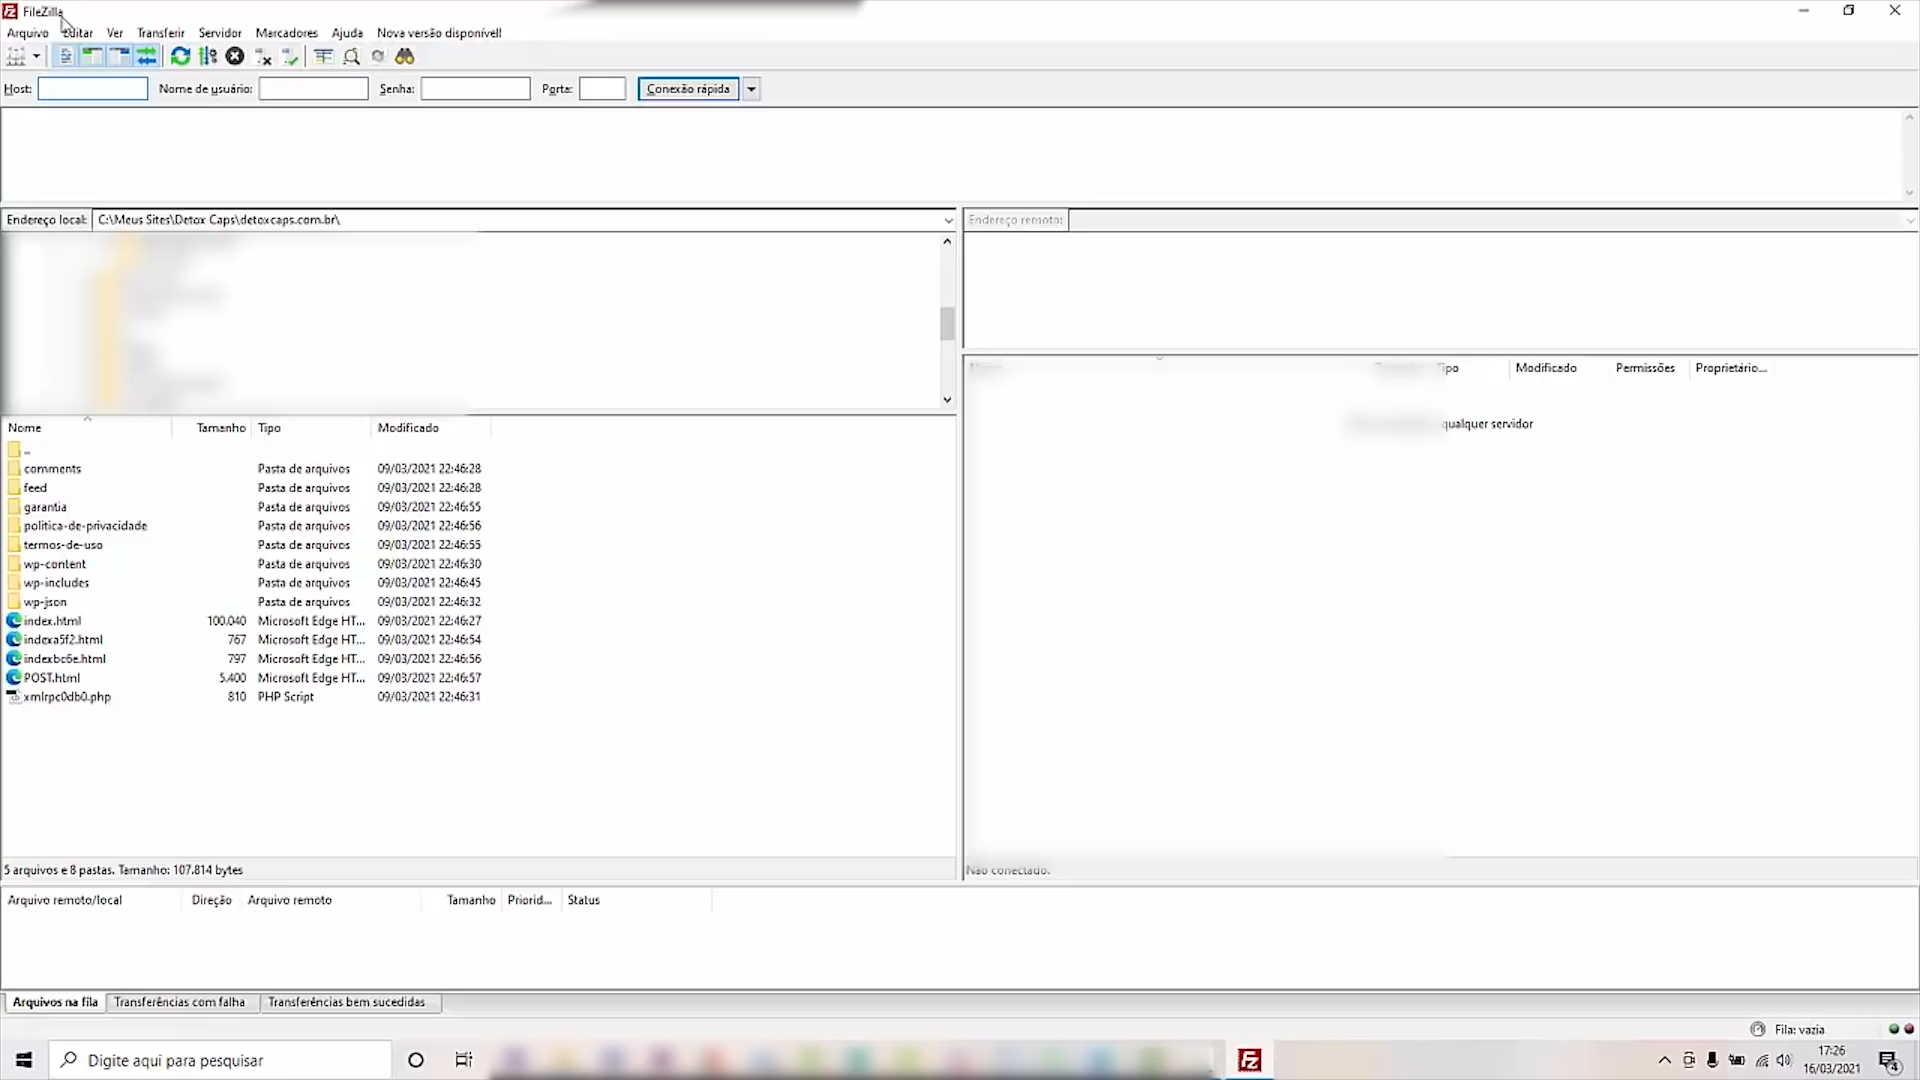 FileZilla
Arquivo Editar Ver Transferir Servidor Marcadores Ajuda Nova versão disponível!
Host: Nome de usuário: Senha: Porta: Conexão rápida
Endereço local: C:\Meus Sites\Detox Caps\detoxcaps.com.br\
Endereço remoto:
Tipo Modificado Permissões Proprietário...
qualquer servidor
Nome Tamanho Tipo Modificado
..
comments Pasta de arquivos 09/03/2021 22:46:28
feed Pasta de arquivos 09/03/2021 22:46:28
garantia Pasta de arquivos 09/03/2021 22:46:55
politica-de-privacidade Pasta de arquivos 09/03/2021 22:46:56
termos-de-uso Pasta de arquivos 09/03/2021 22:46:55
wp-content Pasta de arquivos 09/03/2021 22:46:30
wp-includes Pasta de arquivos 09/03/2021 22:46:45
wp-json Pasta de arquivos 09/03/2021 22:46:32
index.html 100.040 Microsoft Edge HT... 09/03/2021 22:46:27
indexa5f2.html 767 Microsoft Edge HT... 09/03/2021 22:46:54
indexbc6e.html 797 Microsoft Edge HT... 09/03/2021 22:46:56
POST.html 5.400 Microsoft Edge HT... 09/03/2021 22:46:57
xmlrpc0db0.php 810 PHP Script 09/03/2021 22:46:31
5 arquivos e 8 pastas. Tamanho: 107.814 bytes
Não conectado.
Arquivo remoto/local Direção Arquivo remoto Tamanho Priorid... Status
Arquivos na fila Transferências com falha Transferências bem sucedidas
Fila: vazia
Digite aqui para pesquisar
17:26
16/03/2021
4